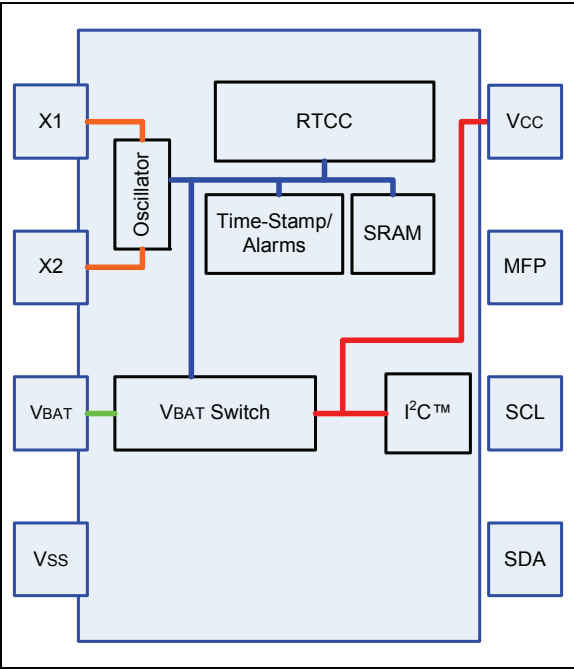 X1
RTCC
Vcc
Oscillator
Time-Stamp/
Alarms
SRAM
X2
MFP
VBAT
VBAT Switch
I²C™
SCL
Vss
SDA